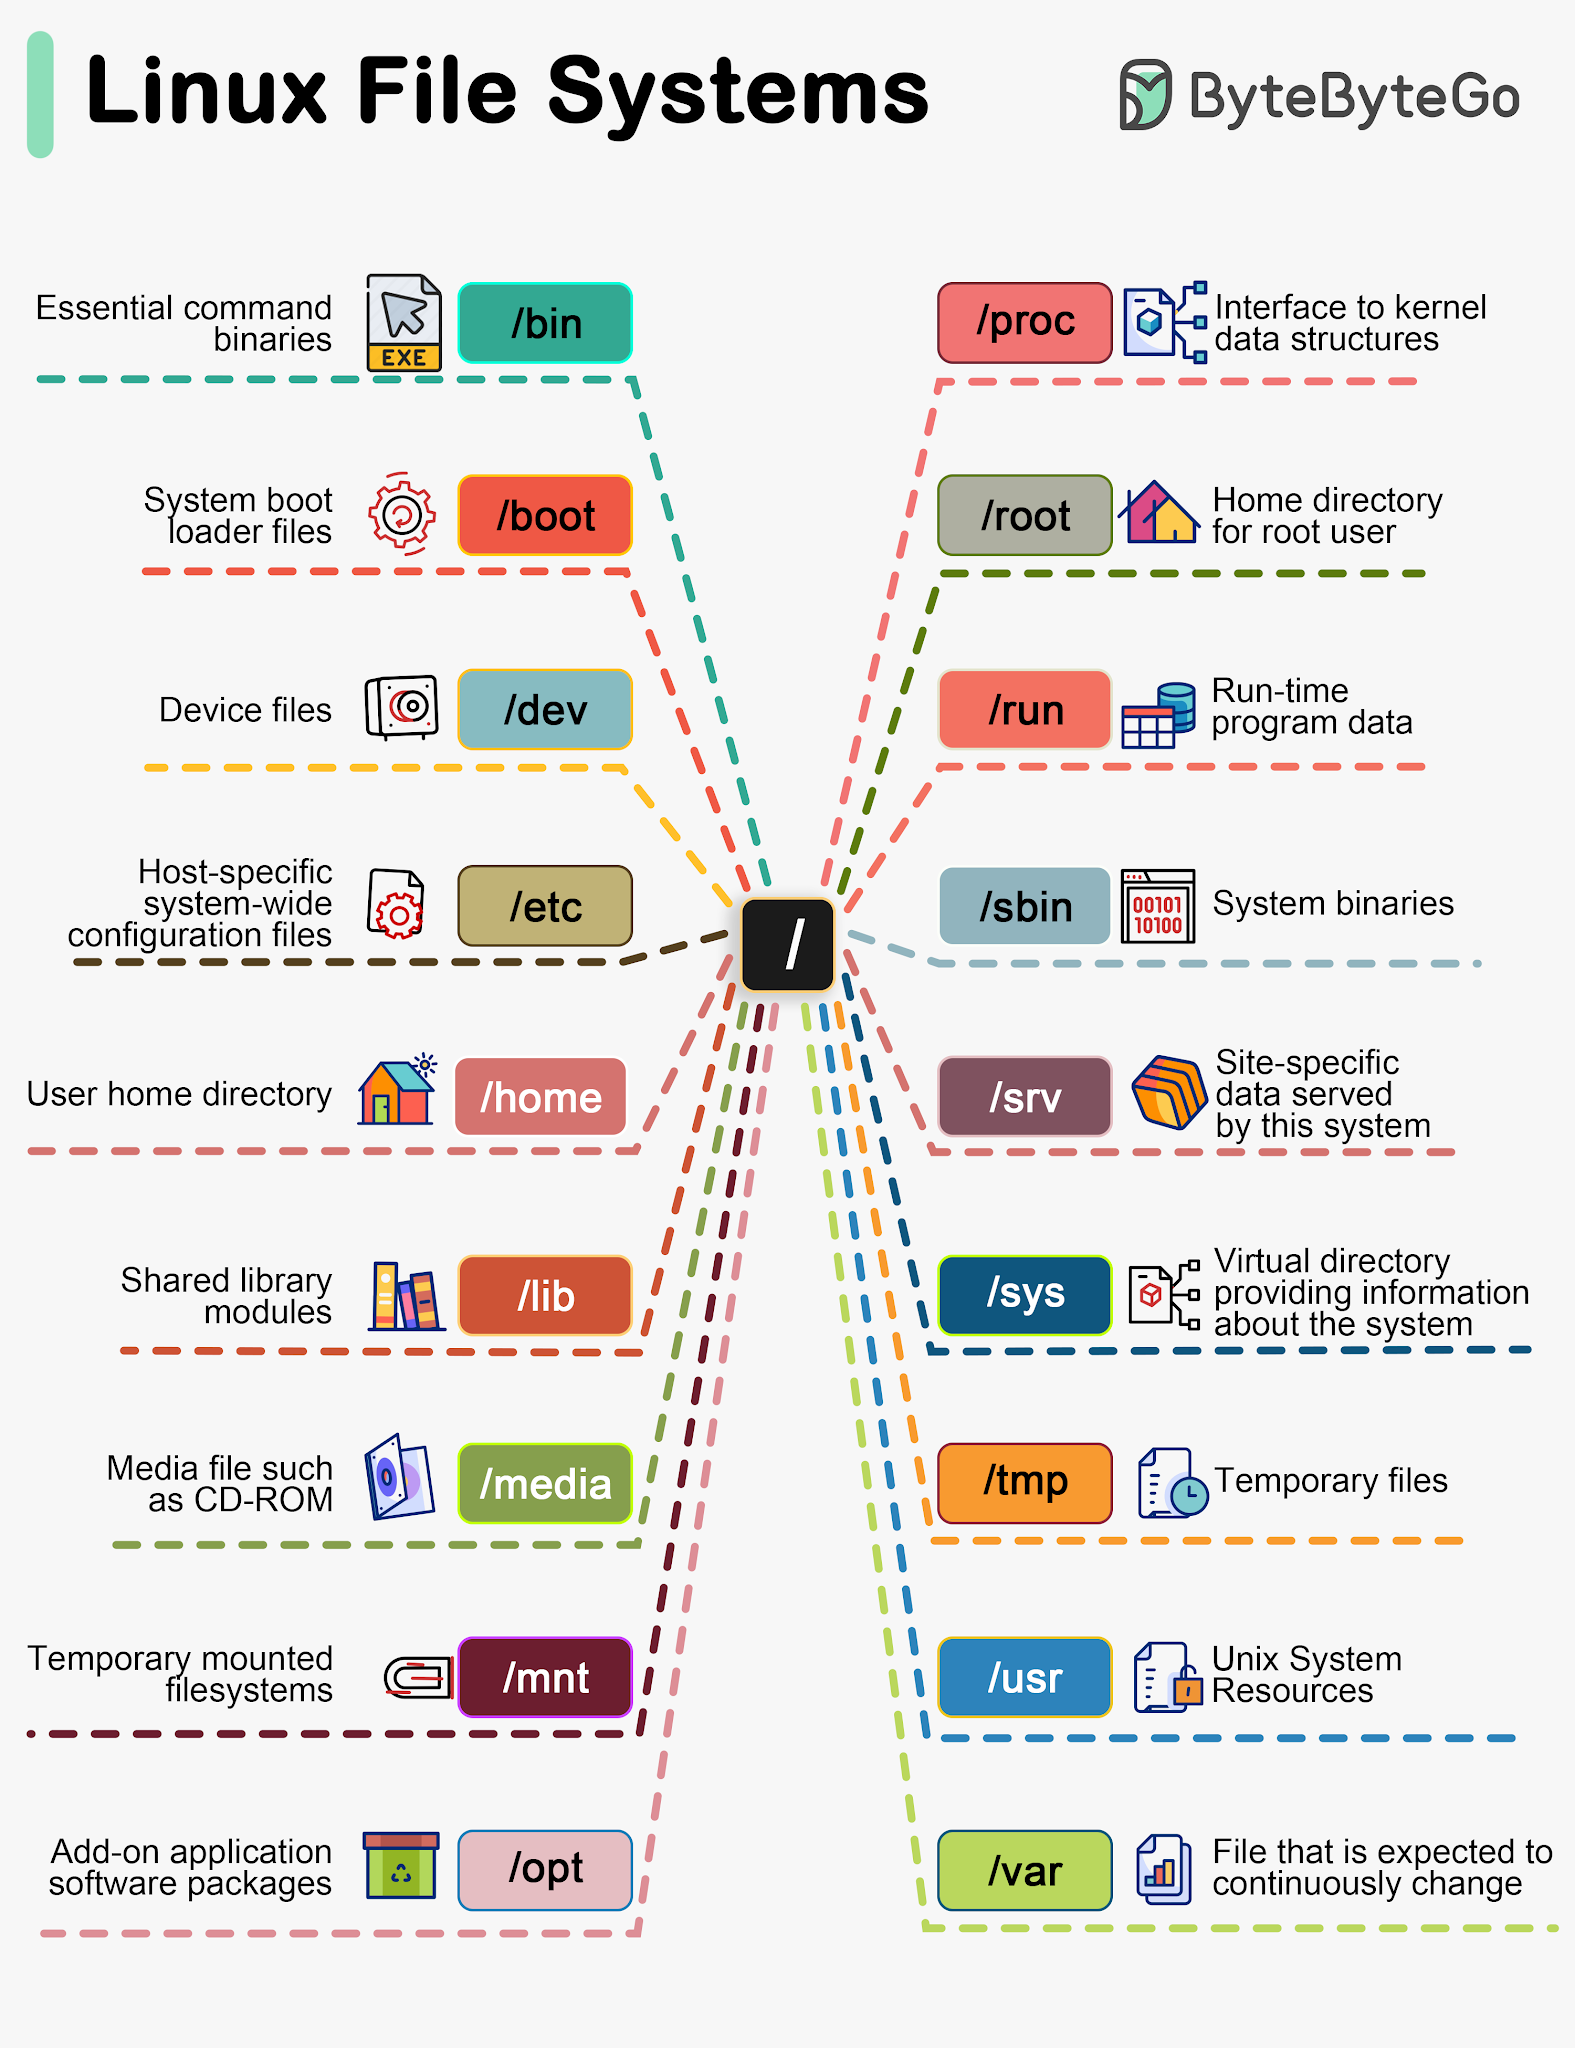 Linux File Systems
ByteByteGo
Essential command
binaries
EXE
/bin
System boot
loader files
/boot
Device files
/dev
Host-specific
system-wide
configuration files
/etc
User home directory
/home
Shared library
modules
/lib
Media file such
as CD-ROM
/media
Temporary mounted
filesystems
/mnt
Add-on application
software packages
/opt
/
/proc
Interface to kernel
data structures
/root
Home directory
for root user
/run
Run-time
program data
/sbin
00101
10100
System binaries
/srv
Site-specific
data served
by this system
/sys
Virtual directory
providing information
about the system
/tmp
Temporary files
/usr
Unix System
Resources
/var
File that is expected to
continuously change